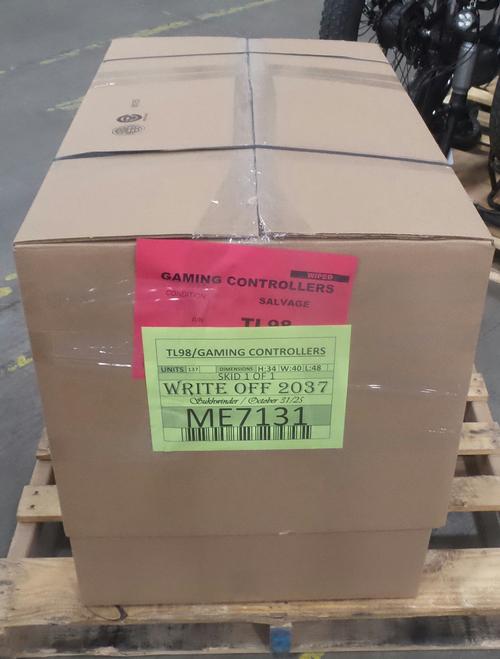 WIPED
GAMING CONTROLLERS
CONDITION
SALVAGE
P/N
TL98
TL98/GAMING CONTROLLERS
UNITS 137 DIMENSIONS H:34 W:40 L:48
SKID 1 OF 1
WRITE OFF 2037
Sukhwinder / October 31/25
ME7131